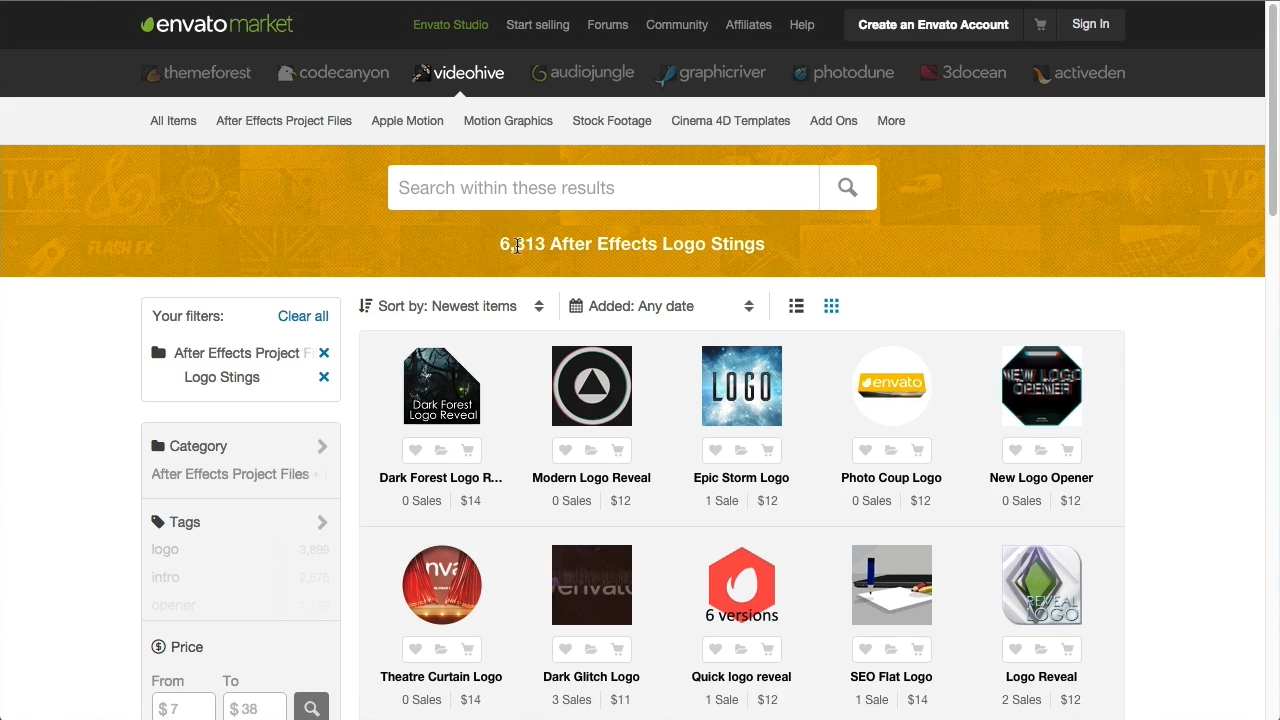 envatomarket
Envato Studio Start selling Forums Community Affiliates Help Create an Envato Account Sign In
themeforest codecanyon videohive audiojungle graphicriver photodune 3docean activeden
All Items After Effects Project Files Apple Motion Motion Graphics Stock Footage Cinema 4D Templates Add Ons More
TYPE
FLASH FX
Search within these results
6,313 After Effects Logo Stings
Your filters: Clear all
After Effects Project Fi
Logo Stings
Category
After Effects Project Files
Tags
logo 3,899
intro 2,575
opener
Price
From To
$ 7 $ 38
Sort by: Newest items Added: Any date
Dark Forest
Logo Reveal
LOGO
envato
NEW LOGO
OPENER
Dark Forest Logo R... Modern Logo Reveal Epic Storm Logo Photo Coup Logo New Logo Opener
0 Sales $14 0 Sales $12 1 Sale $12 0 Sales $12 0 Sales $12
6 versions
REVEAL
LOGO
Theatre Curtain Logo Dark Glitch Logo Quick logo reveal SEO Flat Logo Logo Reveal
0 Sales $14 3 Sales $11 1 Sale $12 1 Sale $14 2 Sales $12